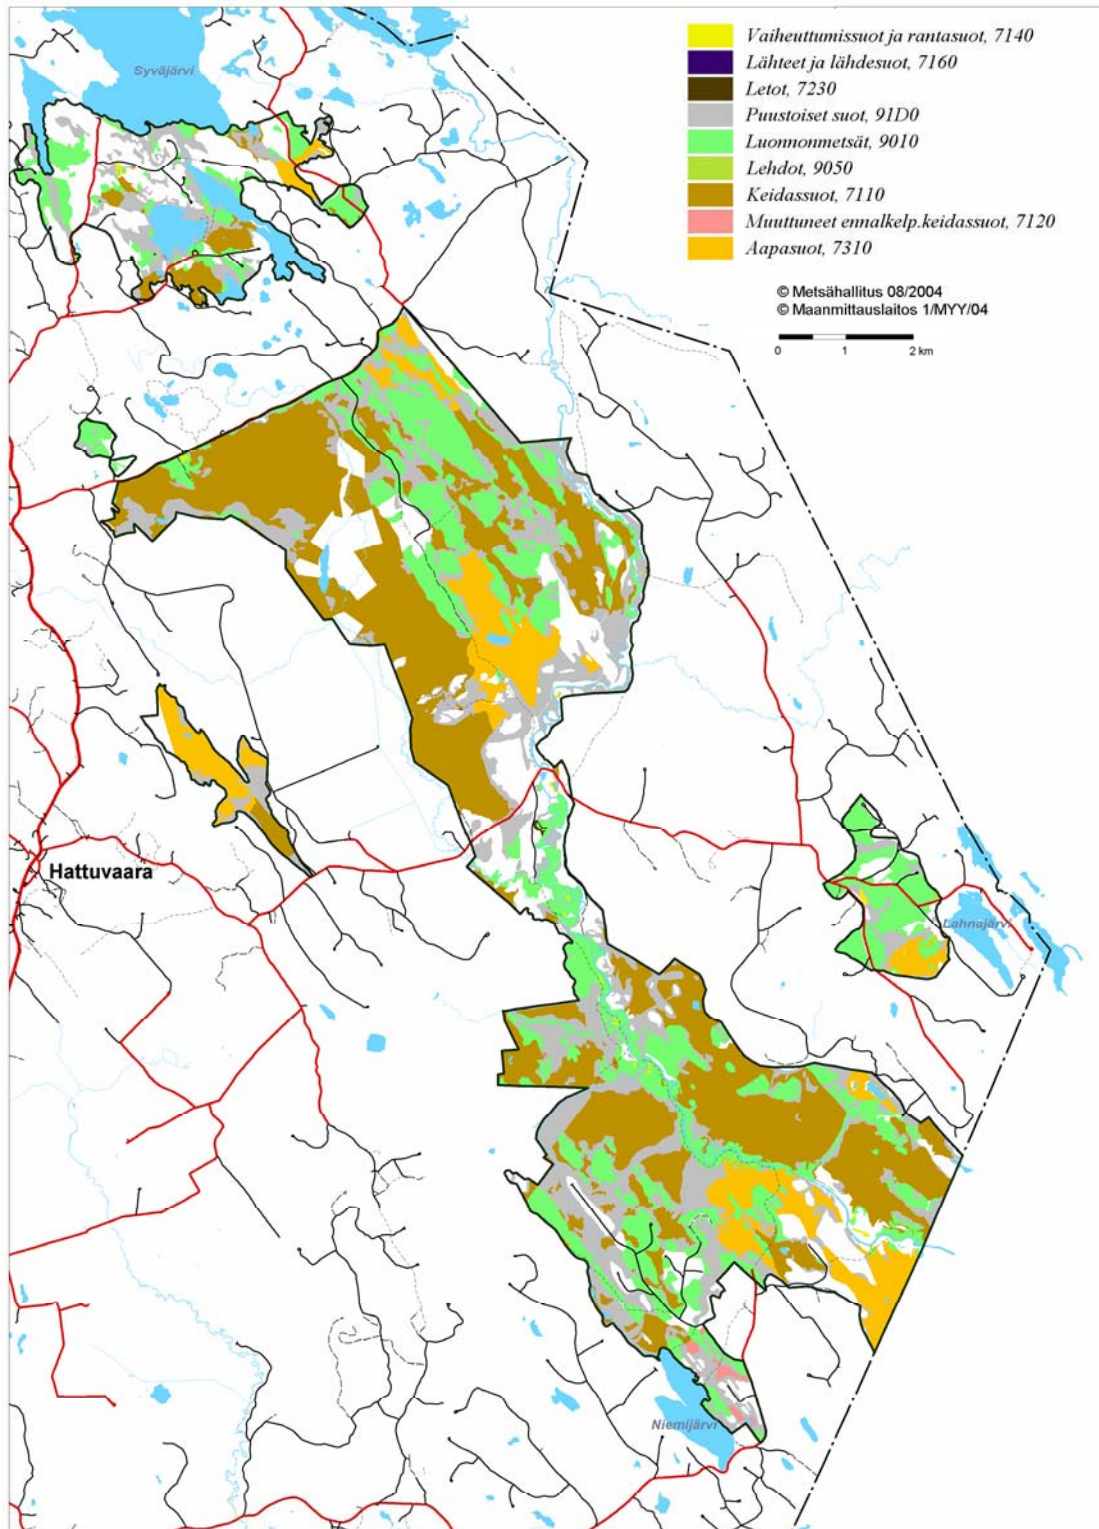 Vaiheuttumissuot ja rantasuot, 7140
Lähteet ja lähdesuot, 7160
Letot, 7230
Puustoiset suot, 91D0
Luonnonmetsät, 9010
Lehdot, 9050
Keidassuot, 7110
Muuttuneet ennalkelp.keidassuot, 7120
Aapasuot, 7310
© Metsähallitus 08/2004
© Maanmittauslaitos 1/MYY/04
0 1 2 km
Syväjärvi
Hattuvaara
Lahnajärvi
Niemijärvi